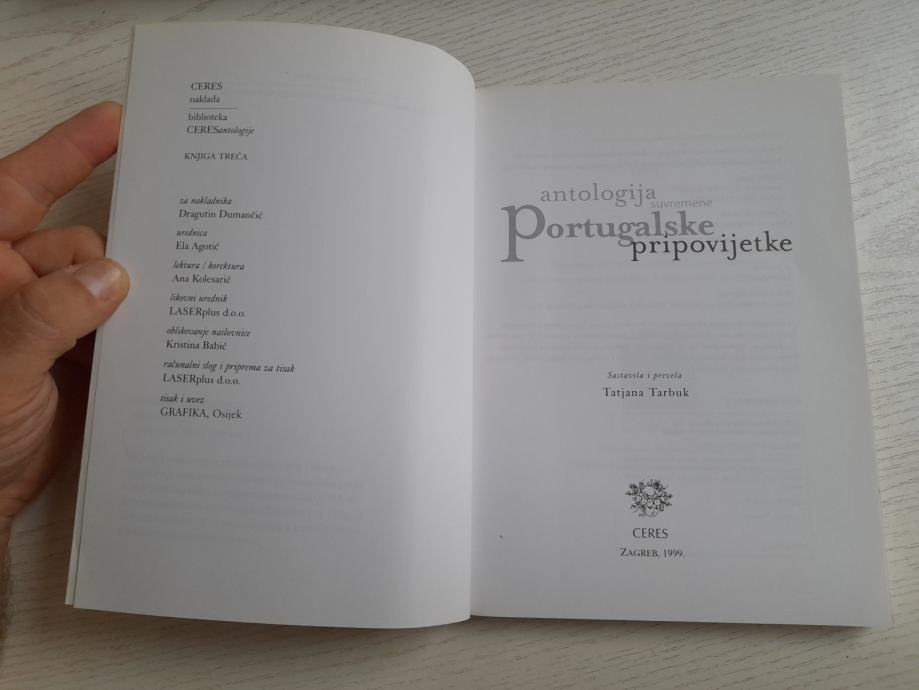 CERES
naklada
biblioteka
CERESantologije
KNJIGA TREĆA
za nakladnika
Dragutin Dumančić
urednica
Ela Agotić
lektura / korektura
Ana Kolesarić
likovni urednik
LASERplus d.o.o.
oblikovanje naslovnice
Kristina Babić
računalni slog i priprema za tisak
LASERplus d.o.o.
tisak i uvez
GRAFIKA, Osijek
antologija
suvremene
Portugalske
pripovijetke
Sastavila i prevela
Tatjana Tarbuk
CERES
ZAGREB, 1999.